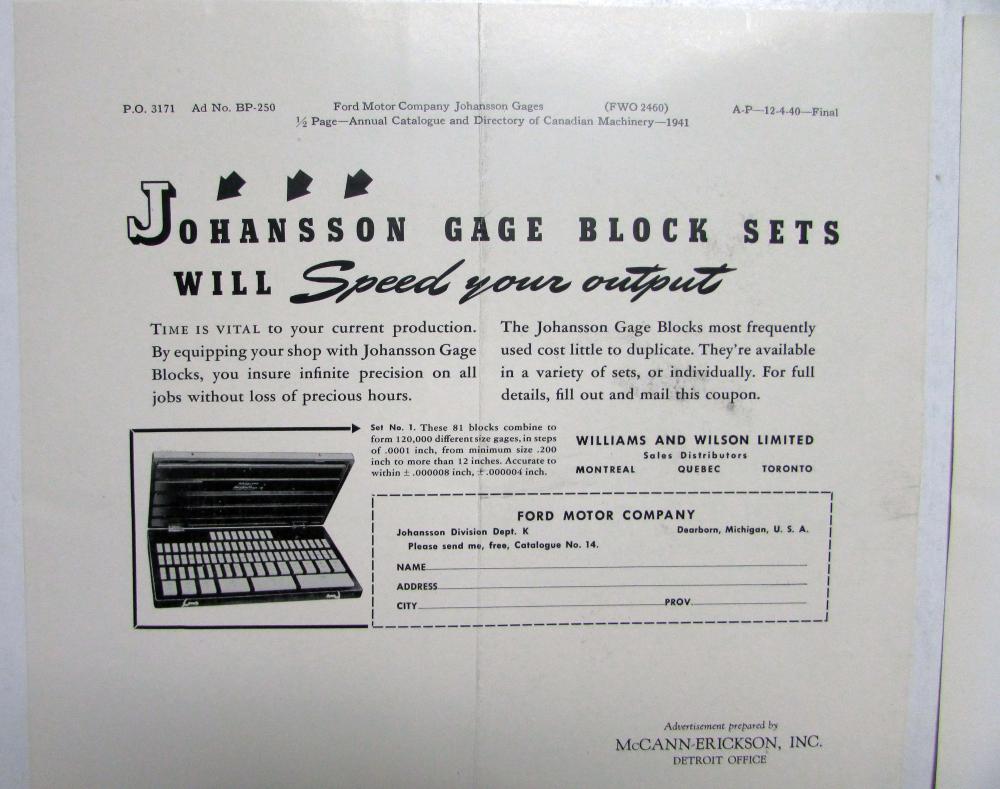 P.O. 3171 Ad No. BP-250 Ford Motor Company Johansson Gages (FWO 2460) A-P—12-4-40—Final
½ Page—Annual Catalogue and Directory of Canadian Machinery—1941
JOHANSSON GAGE BLOCK SETS
WILL Speed your output
TIME IS VITAL to your current production.
By equipping your shop with Johansson Gage
Blocks, you insure infinite precision on all
jobs without loss of precious hours.
The Johansson Gage Blocks most frequently
used cost little to duplicate. They're available
in a variety of sets, or individually. For full
details, fill out and mail this coupon.
Set No. 1. These 81 blocks combine to
form 120,000 different size gages, in steps
of .0001 inch, from minimum size .200
inch to more than 12 inches. Accurate to
within ± .000008 inch, ± .000004 inch.
WILLIAMS AND WILSON LIMITED
Sales Distributors
MONTREAL QUEBEC TORONTO
FORD MOTOR COMPANY
Johansson Division Dept. K Dearborn, Michigan, U. S. A.
Please send me, free, Catalogue No. 14.
NAME
ADDRESS
CITY PROV.
Advertisement prepared by
McCANN-ERICKSON, INC.
DETROIT OFFICE